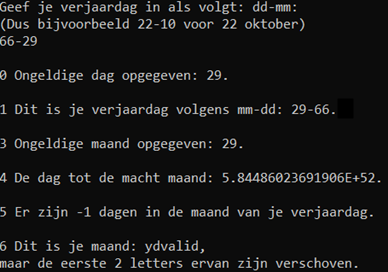 Geef je verjaardag in als volgt: dd-mm:
(Dus bijvoorbeeld 22-10 voor 22 oktober)
66-29
0 Ongeldige dag opgegeven: 29.
1 Dit is je verjaardag volgens mm-dd: 29-66.
3 Ongeldige maand opgegeven: 29.
4 De dag tot de macht maand: 5.84486023691906E+52.
5 Er zijn -1 dagen in de maand van je verjaardag.
6 Dit is je maand: ydvalid,
maar de eerste 2 letters ervan zijn verschoven.